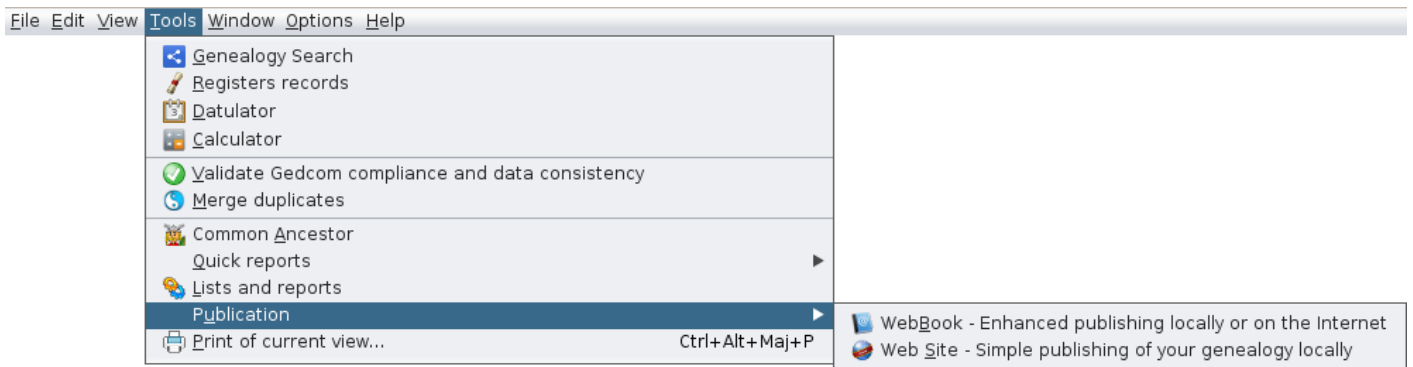 File Edit View Tools Window Options Help
Genealogy Search
Registers records
Datulator
Calculator
Validate Gedcom compliance and data consistency
Merge duplicates
Common Ancestor
Quick reports
Lists and reports
Publication
WebBook - Enhanced publishing locally or on the Internet
Print of current view... Ctrl+Alt+Maj+P
Web Site - Simple publishing of your genealogy locally